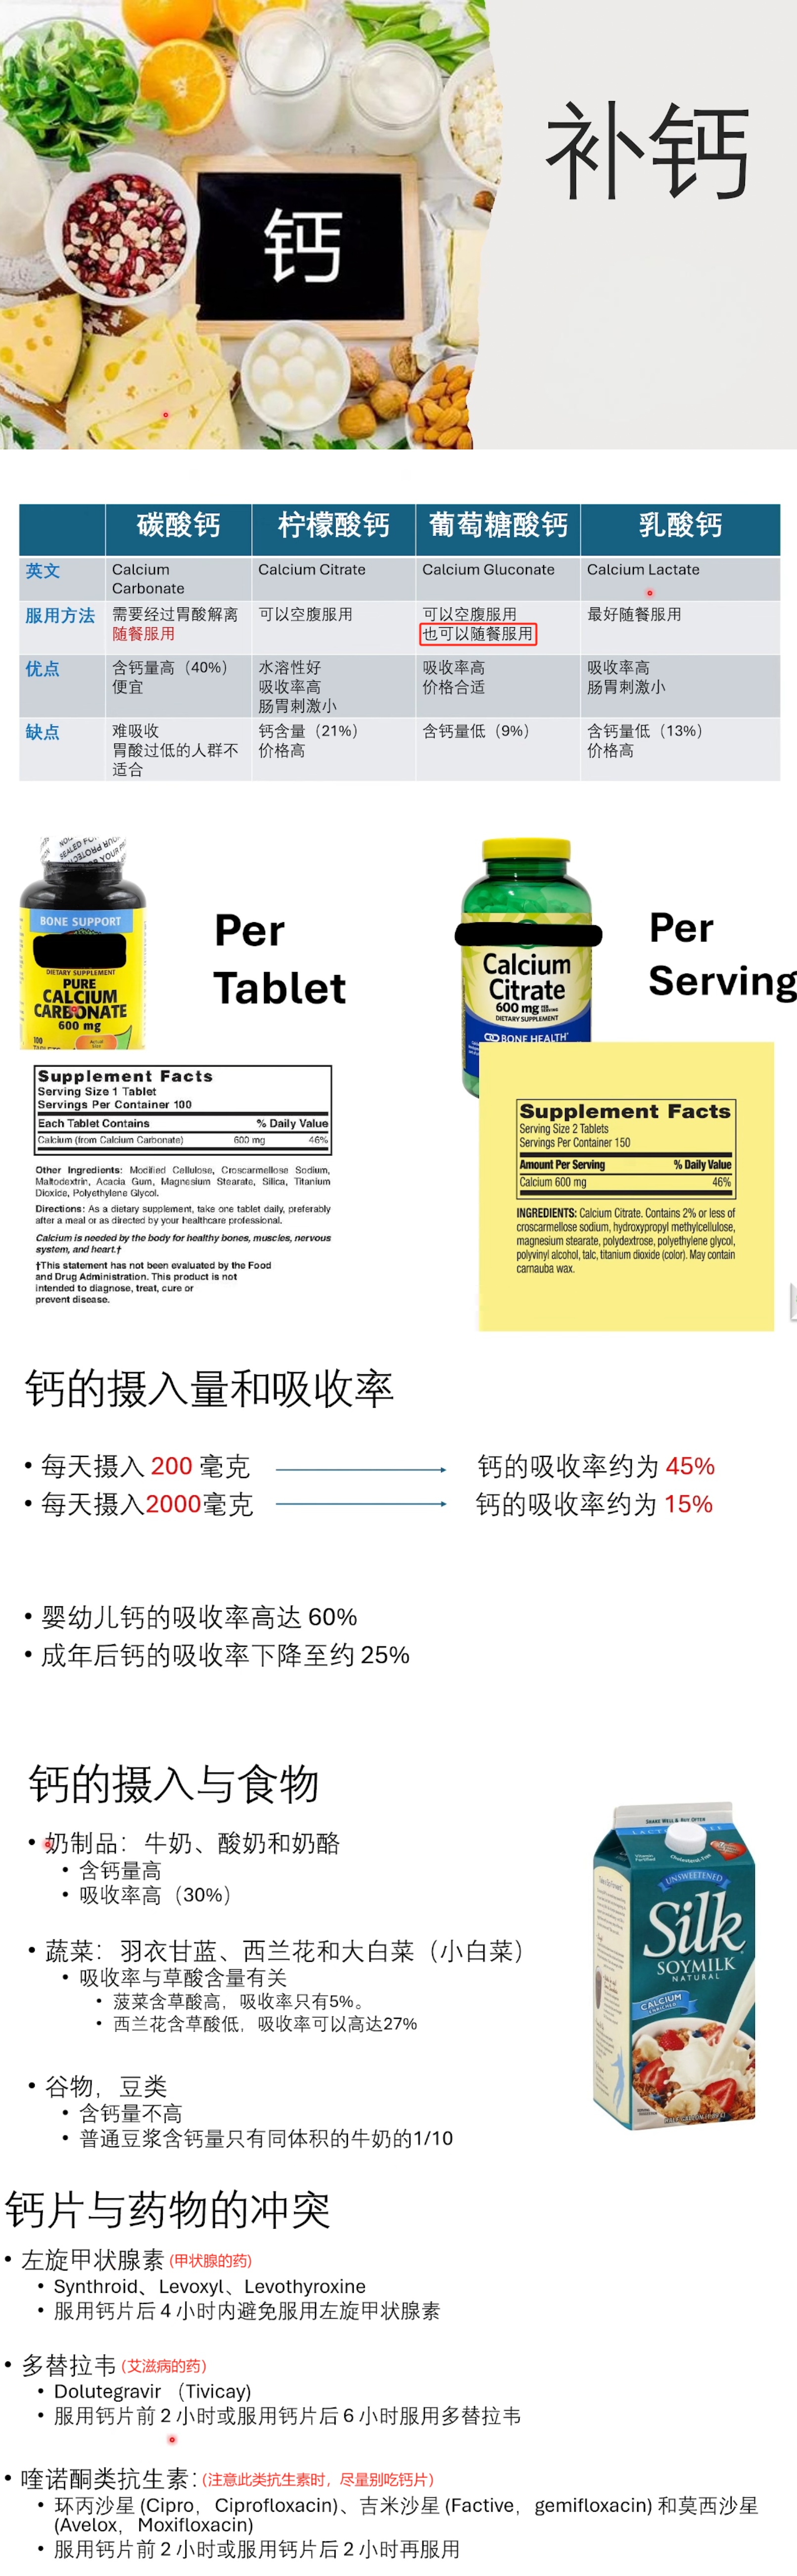 补钙
钙
碳酸钙 柠檬酸钙 葡萄糖酸钙 乳酸钙
英文 Calcium Carbonate Calcium Citrate Calcium Gluconate Calcium Lactate
服用方法 需要经过胃酸解离 随餐服用 可以空腹服用 可以空腹服用 也可以随餐服用 最好随餐服用
优点 含钙量高（40%） 便宜 水溶性好 吸收率高 肠胃刺激小 吸收率高 价格合适 吸收率高 肠胃刺激小
缺点 难吸收 胃酸过低的人群不适合 钙含量（21%） 价格高 含钙量低（9%） 含钙量低（13%） 价格高
BONE SUPPORT
DIETARY SUPPLEMENT
PURE
CALCIUM
CARBONATE
600 mg
100
Per
Tablet
Calcium
Citrate
600 mg PER SERVING
DIETARY SUPPLEMENT
BONE HEALTH
Per
Serving
Supplement Facts
Serving Size 1 Tablet
Servings Per Container 100
Each Tablet Contains % Daily Value
Calcium (from Calcium Carbonate) 600 mg 46%
Other Ingredients: Modified Cellulose, Croscarmellose Sodium,
Maltodextrin, Acacia Gum, Magnesium Stearate, Silica, Titanium
Dioxide, Polyethylene Glycol.
Directions: As a dietary supplement, take one tablet daily, preferably
after a meal or as directed by your healthcare professional.
Calcium is needed by the body for healthy bones, muscles, nervous
system, and heart.†
†This statement has not been evaluated by the Food
and Drug Administration. This product is not
intended to diagnose, treat, cure or
prevent disease.
Supplement Facts
Serving Size 2 Tablets
Servings Per Container 150
Amount Per Serving % Daily Value
Calcium 600 mg 46%
INGREDIENTS: Calcium Citrate. Contains 2% or less of
croscarmellose sodium, hydroxypropyl methylcellulose,
magnesium stearate, polydextrose, polyethylene glycol,
polyvinyl alcohol, talc, titanium dioxide (color). May contain
carnauba wax.
钙的摄入量和吸收率
• 每天摄入 200 毫克 钙的吸收率约为 45%
• 每天摄入2000毫克 钙的吸收率约为 15%
• 婴幼儿钙的吸收率高达 60%
• 成年后钙的吸收率下降至约 25%
钙的摄入与食物
• 奶制品：牛奶、酸奶和奶酪
• 含钙量高
• 吸收率高（30%）
• 蔬菜：羽衣甘蓝、西兰花和大白菜（小白菜）
• 吸收率与草酸含量有关
• 菠菜含草酸高，吸收率只有5%。
• 西兰花含草酸低，吸收率可以高达27%
• 谷物，豆类
• 含钙量不高
• 普通豆浆含钙量只有同体积的牛奶的1/10
SHAKE WELL & BUY OFTEN
UNSWEETENED
Silk
SOYMILK
NATURAL
CALCIUM
ENRICHED
钙片与药物的冲突
• 左旋甲状腺素 (甲状腺的药)
• Synthroid、Levoxyl、Levothyroxine
• 服用钙片后 4 小时内避免服用左旋甲状腺素
• 多替拉韦 (艾滋病的药)
• Dolutegravir （Tivicay)
• 服用钙片前 2 小时或服用钙片后 6 小时服用多替拉韦
• 喹诺酮类抗生素: (注意此类抗生素时，尽量别吃钙片)
• 环丙沙星 (Cipro， Ciprofloxacin)、吉米沙星 (Factive， gemifloxacin) 和莫西沙星
(Avelox， Moxifloxacin)
• 服用钙片前 2 小时或服用钙片后 2 小时再服用